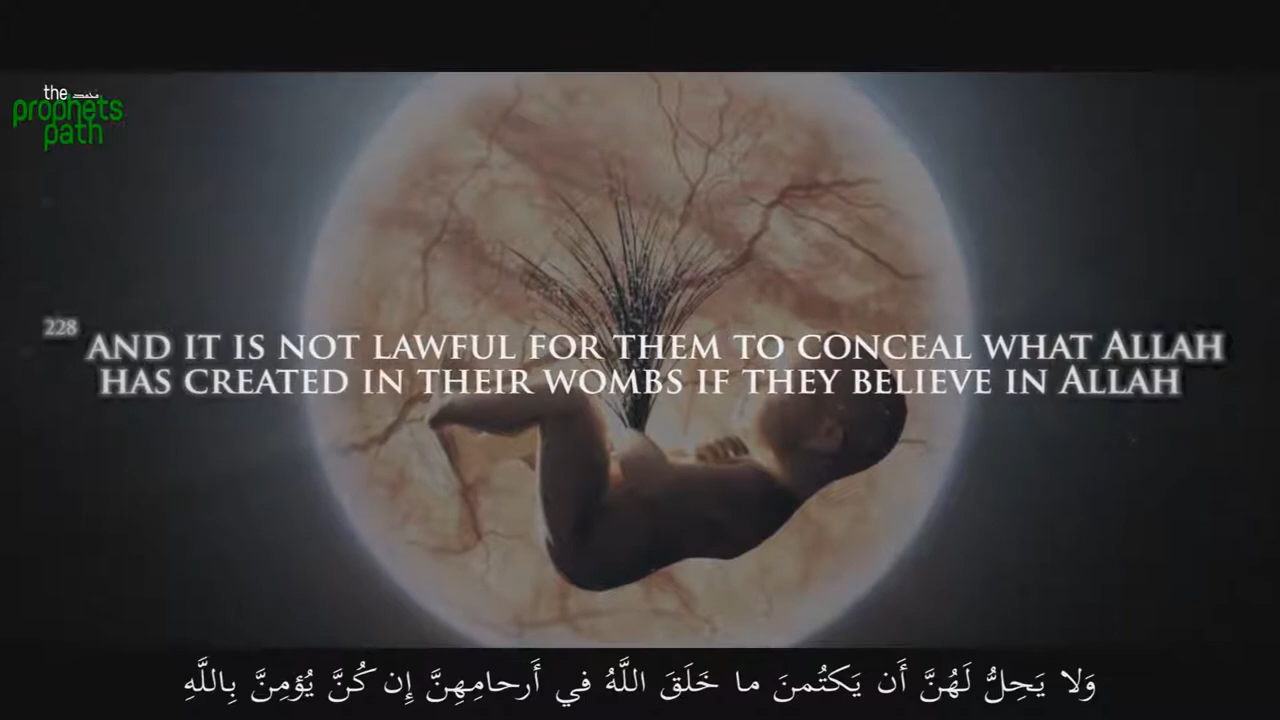 the محمد
prophets
path
228 AND IT IS NOT LAWFUL FOR THEM TO CONCEAL WHAT ALLAH
HAS CREATED IN THEIR WOMBS IF THEY BELIEVE IN ALLAH
وَلا يَحِلُّ لَهُنَّ أَن يَكتُمنَ ما خَلَقَ اللَّهُ في أَرحامِهِنَّ إِن كُنَّ يُؤمِنَّ بِاللَّهِ